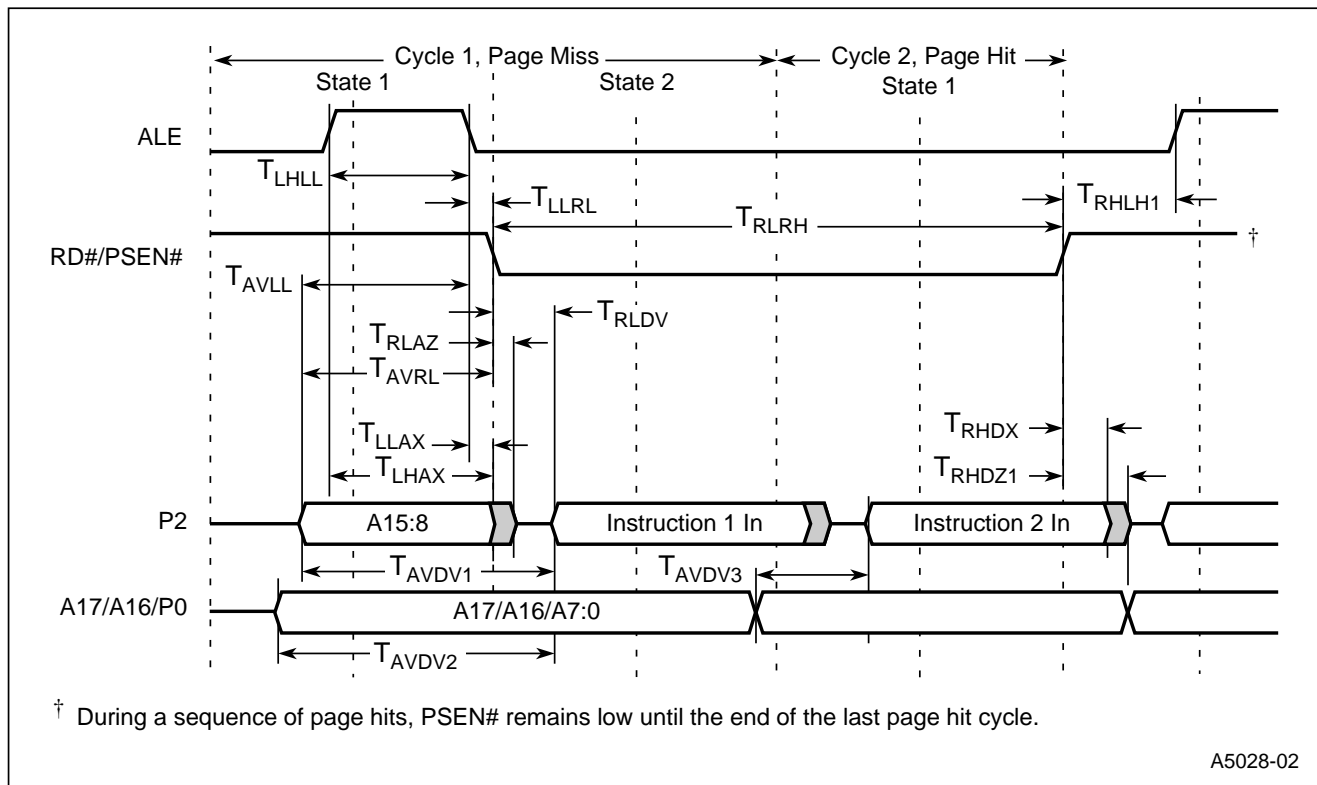 Cycle 1, Page Miss
Cycle 2, Page Hit
State 1
State 2
State 1
ALE
TLHLL
TLLRL
TRLRH
TRHLH1
RD#/PSEN#
†
TAVLL
TRLDV
TRLAZ
TAVRL
TLLAX
TRHDX
TLHAX
TRHDZ1
P2
A15:8
Instruction 1 In
Instruction 2 In
TAVDV1
TAVDV3
A17/A16/P0
A17/A16/A7:0
TAVDV2
† During a sequence of page hits, PSEN# remains low until the end of the last page hit cycle.
A5028-02